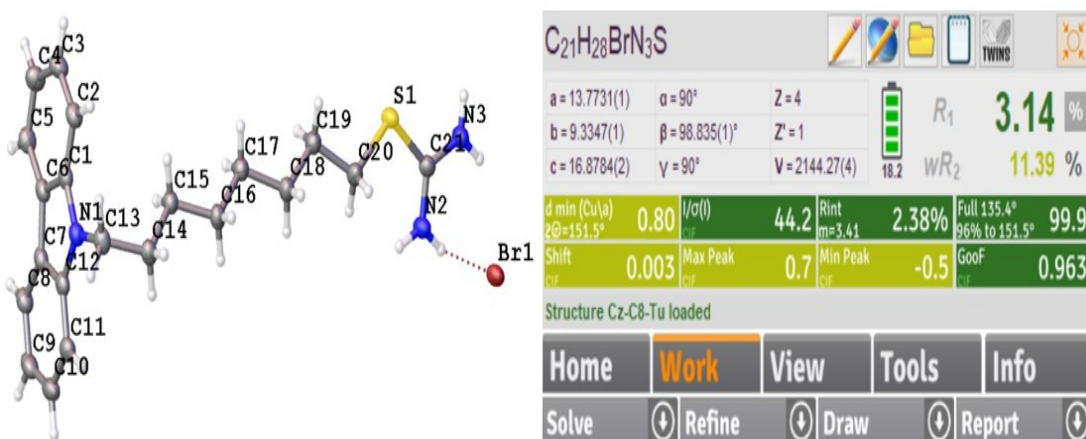 C3
C4
C2
C5
C1
C6
N1
C13
C7
C12
C14
C8
C11
C9
C10
C15
C16
C17
C18
C19
C20
S1
N3
C21
N2
Br1
C21H28BrN3S
TWINS
a = 13.7731(1) α = 90° Z = 4
b = 9.3347(1) β = 98.835(1)° Z' = 1
c = 16.8784(2) γ = 90° V = 2144.27(4)
18.2
R1 3.14 %
wR2 11.39 %
d min (Cu\a)
2Θ=151.5° 0.80
I/σ(I)
CIF 44.2
Rint
m=3.41 2.38%
Full 135.4°
96% to 151.5° 99.9
Shift
CIF 0.003
Max Peak
CIF 0.7
Min Peak
CIF -0.5
GooF
CIF 0.963
Structure Cz-C8-Tu loaded
Home Work View Tools Info
Solve Refine Draw Report